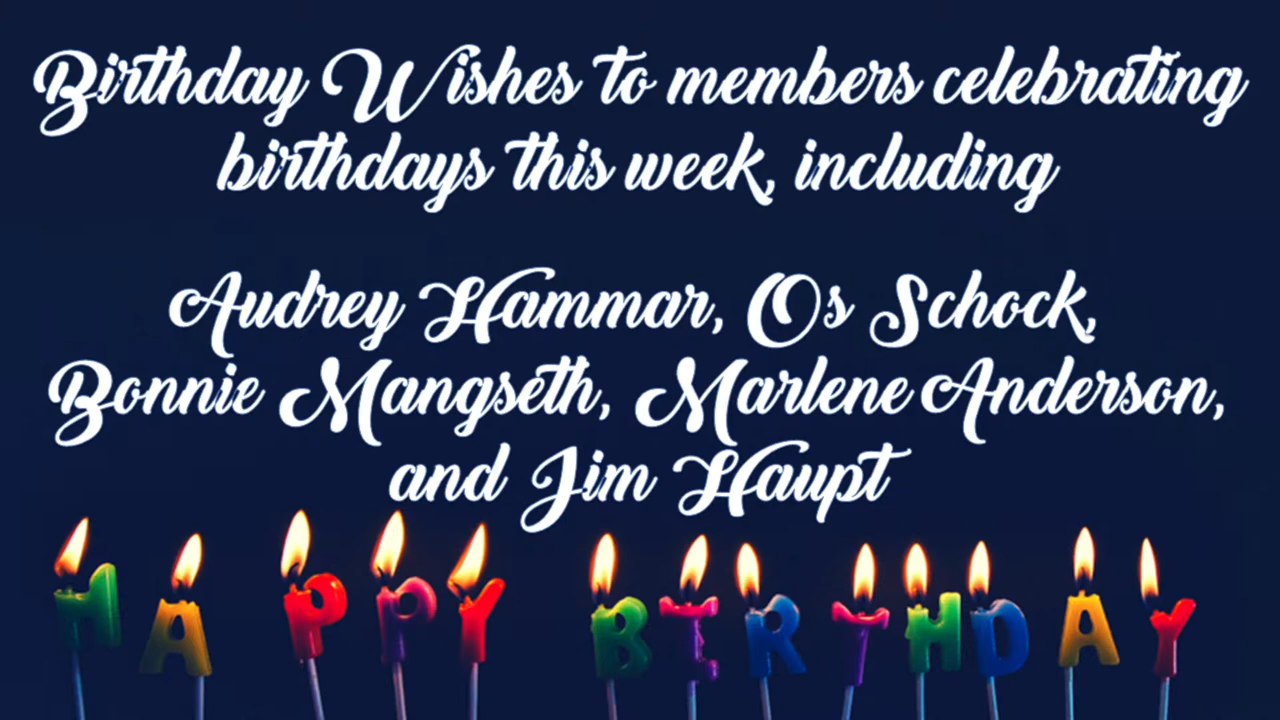 Birthday Wishes to members celebrating
birthdays this week, including
Audrey Hammar, Os Schock,
Bonnie Mangseth, Marlene Anderson,
and Jim Haupt
HAPPY BIRTHDAY